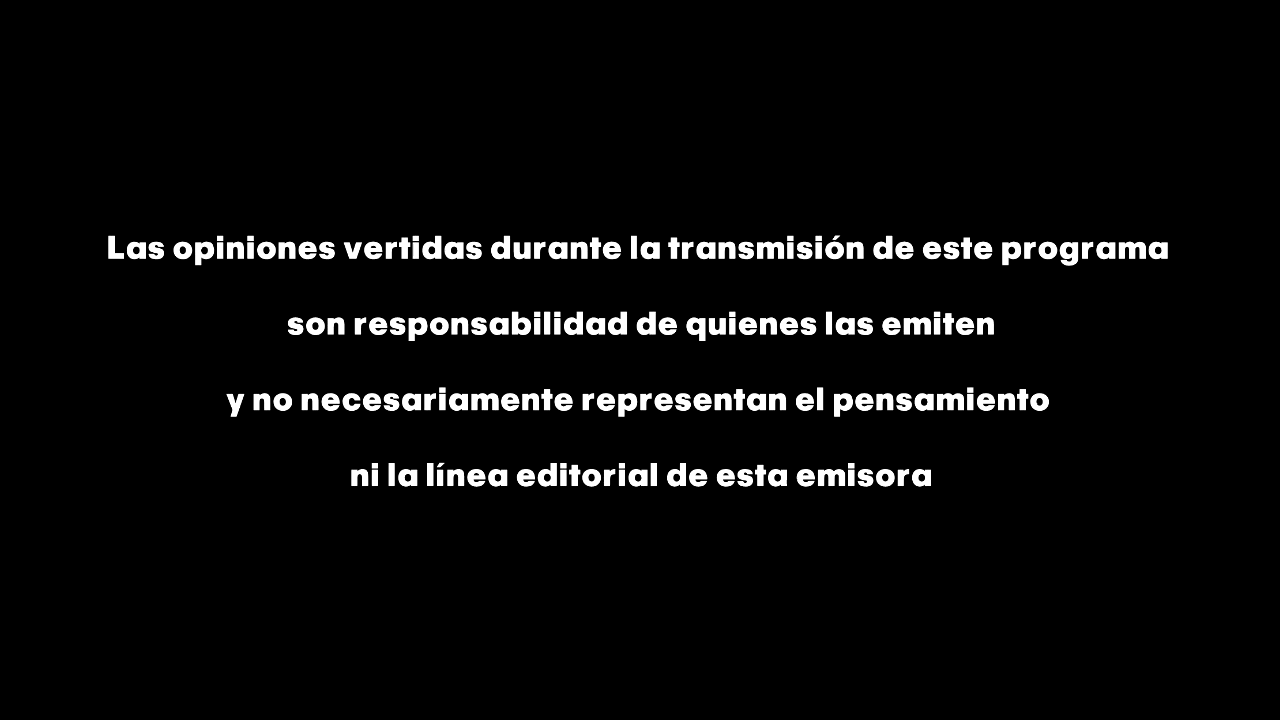 Las opiniones vertidas durante la transmisión de este programa
son responsabilidad de quienes las emiten
y no necesariamente representan el pensamiento
ni la línea editorial de esta emisora